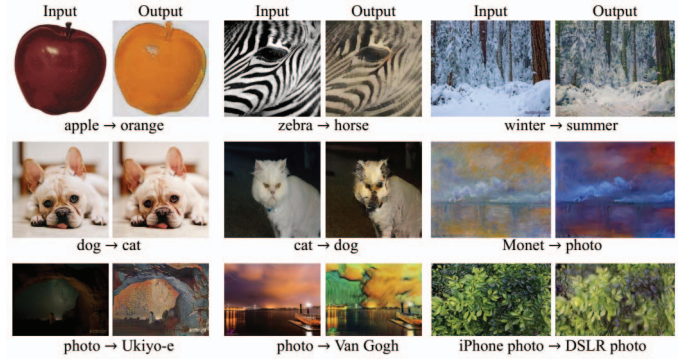 Input Output Input Output Input Output
apple → orange zebra → horse winter → summer
dog → cat cat → dog Monet → photo
photo → Ukiyo-e photo → Van Gogh iPhone photo → DSLR photo